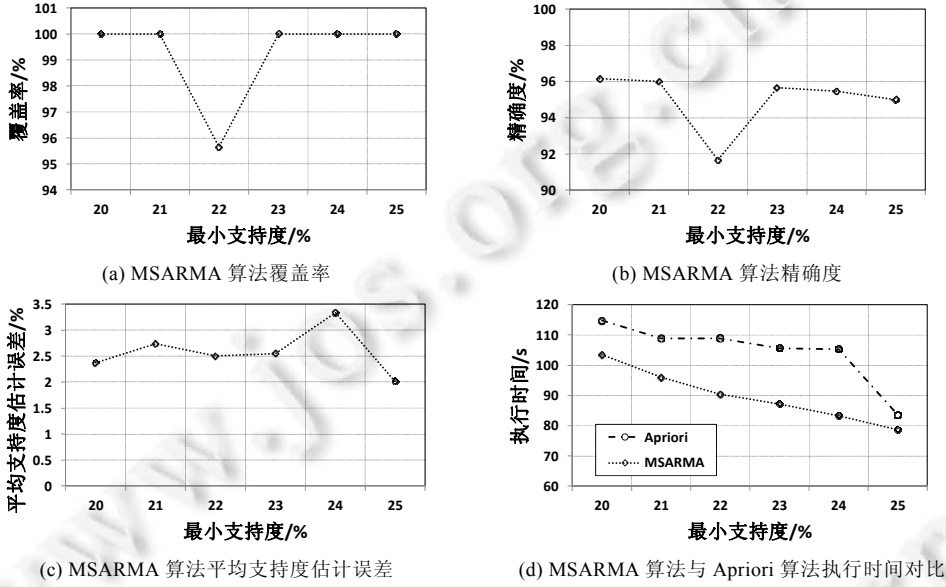 101
100
99
98
97
96
95
94
覆盖率/%
20 21 22 23 24 25
最小支持度/%
(a) MSARMA 算法覆盖率
100
98
96
94
92
90
精确度/%
20 21 22 23 24 25
最小支持度/%
(b) MSARMA 算法精确度
3.5
3
2.5
2
1.5
1
0.5
0
平均支持度估计误差/%
20 21 22 23 24 25
最小支持度/%
(c) MSARMA 算法平均支持度估计误差
120
110
100
90
80
70
60
执行时间/s
Apriori
MSARMA
20 21 22 23 24 25
最小支持度/%
(d) MSARMA 算法与 Apriori 算法执行时间对比
www.jos.org.cn